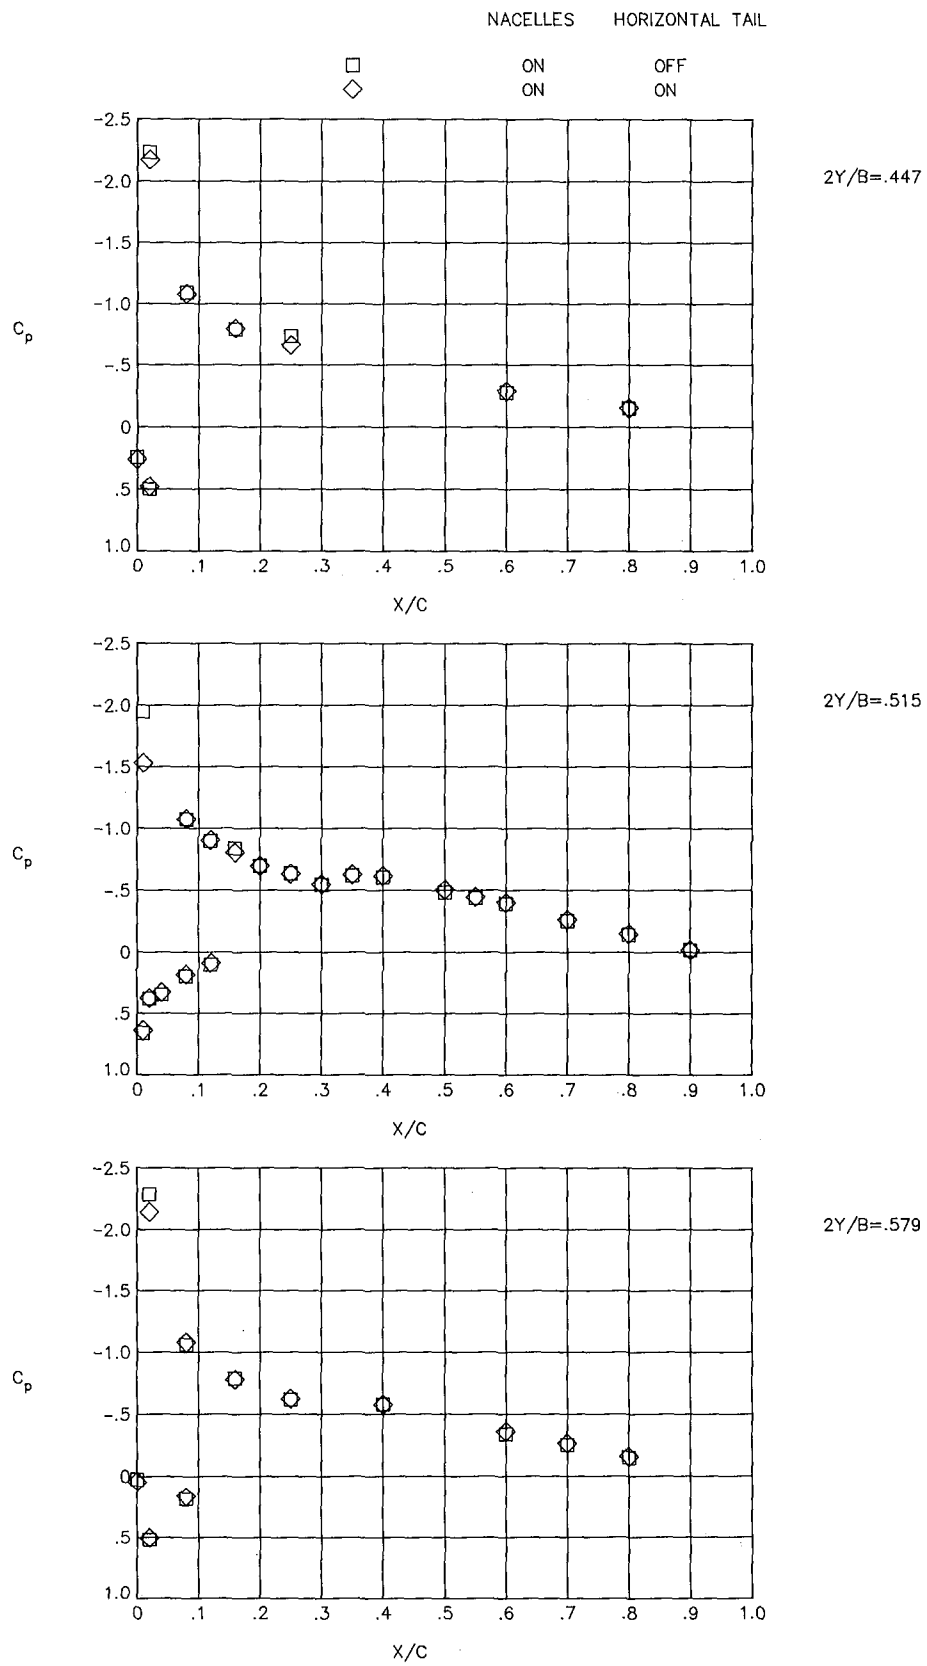 NACELLES HORIZONTAL TAIL
ON OFF
ON ON
-2.5
-2.0
-1.5
-1.0
-.5
0
.5
1.0
Cp
0 .1 .2 .3 .4 .5 .6 .7 .8 .9 1.0
X/C
2Y/B=.447
-2.5
-2.0
-1.5
-1.0
-.5
0
.5
1.0
Cp
0 .1 .2 .3 .4 .5 .6 .7 .8 .9 1.0
X/C
2Y/B=.515
-2.5
-2.0
-1.5
-1.0
-.5
0
.5
1.0
Cp
0 .1 .2 .3 .4 .5 .6 .7 .8 .9 1.0
X/C
2Y/B=.579